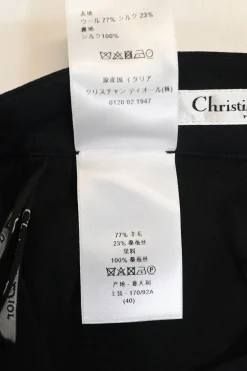 表地
ウール 77% シルク 23%
裏地
シルク100%
原産国 イタリア
クリスチャン ディオール(株)
0120 02 1947
Christi
77% 羊毛
23% 桑蚕丝
里料
100% 桑蚕丝
产地 : 意大利
上装 : 170/92A
(40)